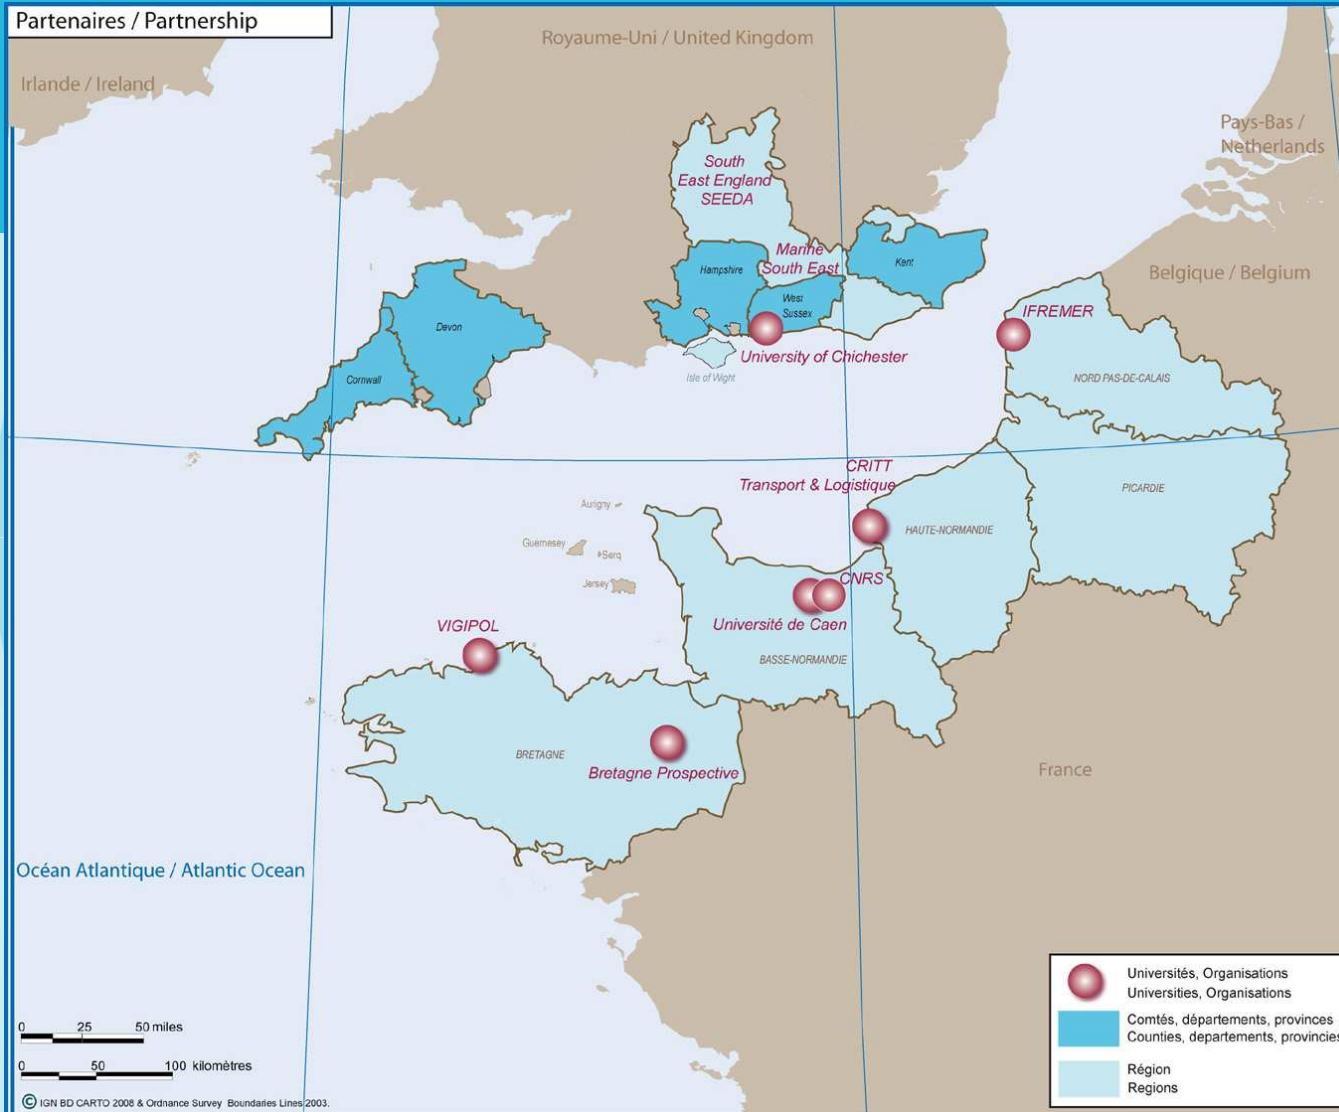 Partenaires / Partnership
Royaume-Uni / United Kingdom
Irlande / Ireland
Pays-Bas /
Netherlands
South
East England
SEEDA
Marine
South East
Hampshire
Kent
Belgique / Belgium
West
Sussex
IFREMER
Devon
University of Chichester
Isle of Wight
Cornwall
NORD PAS-DE-CALAIS
CRITT
Transport & Logistique
PICARDIE
Aurigny
HAUTE-NORMANDIE
Guernesey
Serq
Jersey
CNRS
Université de Caen
VIGIPOL
BASSE-NORMANDIE
BRETAGNE
Bretagne Prospective
France
Océan Atlantique / Atlantic Ocean
Universités, Organisations
Universities, Organisations
Comtés, départements, provinces
Counties, departements, provincies
Région
Regions
0 25 50 miles
0 50 100 kilomètres
© IGN BD CARTO 2008 & Ordnance Survey Boundaries Lines 2003.